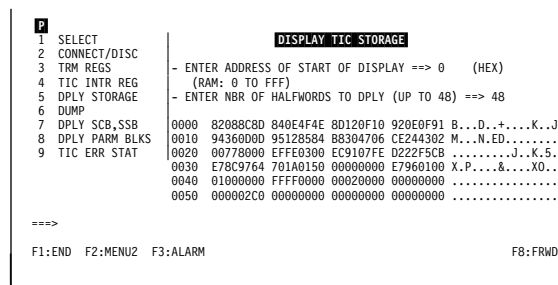 P
1 SELECT DISPLAY TIC STORAGE
2 CONNECT/DISC
3 TRM REGS - ENTER ADDRESS OF START OF DISPLAY ==> 0 (HEX)
4 TIC INTR REG (RAM: 0 TO FFF)
5 DPLY STORAGE - ENTER NBR OF HALFWORDS TO DPLY (UP TO 48) ==> 48
6 DUMP
7 DPLY SCB,SSB 0000 82088C8D 840E4F4E 8D120F10 920E0F91 B...D..+....K..J
8 DPLY PARM BLKS 0010 94360D0D 95128584 B8304706 CE244302 M...N.ED........
9 TIC ERR STAT 0020 00778000 EFFE0300 EC9107FE D222F5CB .........J..K.5.
0030 E78C9764 701A0150 00000000 E7960100 X.P....&....XO..
0040 01000000 FFFF0000 00020000 00000000 ................
0050 000002C0 00000000 00000000 00000000 ................
===>
F1:END F2:MENU2 F3:ALARM F8:FRWD